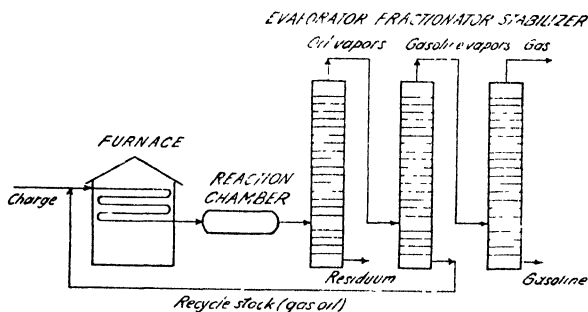 EVAPORATOR FRACTIONATOR STABILIZER
Oil vapors Gasoline vapors Gas
FURNACE
REACTION
CHAMBER
Charge
Residuum
Gasoline
Recycle stock (gas oil)